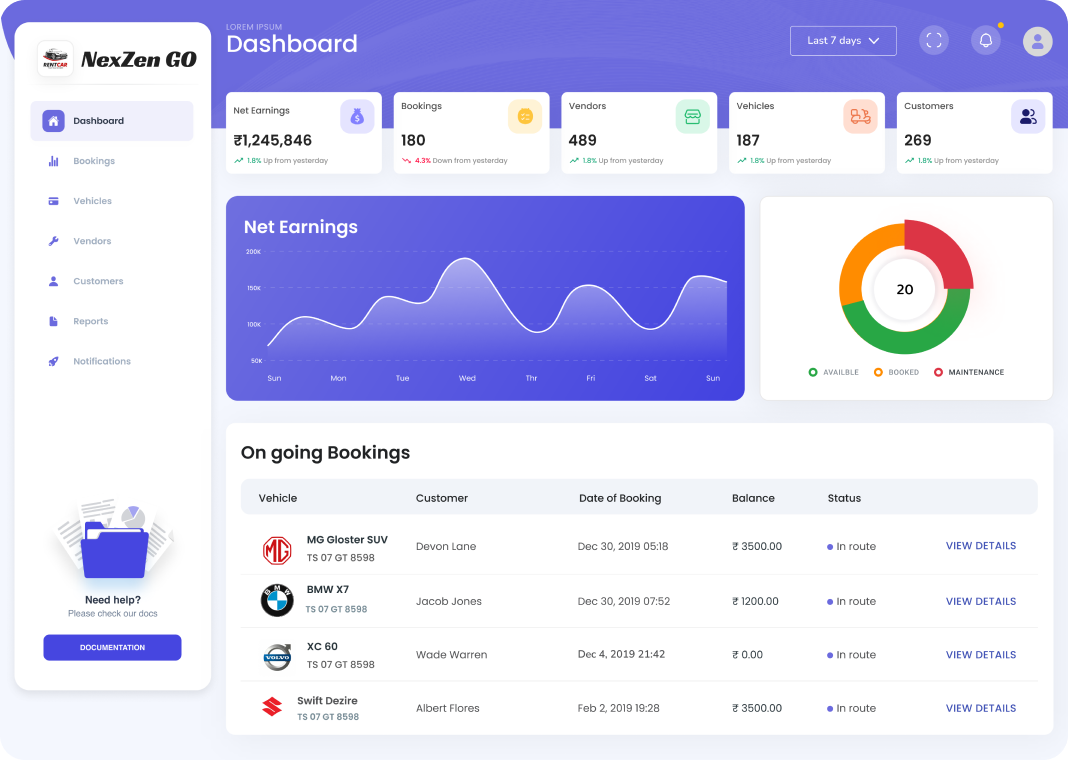 RENTCAR
NexZen GO
Dashboard
Bookings
Vehicles
Vendors
Customers
Reports
Notifications
Need help?
Please check our docs
DOCUMENTATION
LOREM IPSUM
Dashboard
Last 7 days
Net Earnings
₹1,245,846
1.8% Up from yesterday
Bookings
180
4.3% Down from yesterday
Vendors
489
1.8% Up from yesterday
Vehicles
187
1.8% Up from yesterday
Customers
269
1.8% Up from yesterday
Net Earnings
200K
150K
100K
50K
Sun Mon Tue Wed Thr Fri Sat Sun
20
AVAILBLE BOOKED MAINTENANCE
On going Bookings
Vehicle Customer Date of Booking Balance Status
MG
MG Gloster SUV
TS 07 GT 8598
Devon Lane Dec 30, 2019 05:18 ₹ 3500.00 In route VIEW DETAILS
BMW
BMW X7
TS 07 GT 8598
Jacob Jones Dec 30, 2019 07:52 ₹ 1200.00 In route VIEW DETAILS
VOLVO
XC 60
TS 07 GT 8598
Wade Warren Dec 4, 2019 21:42 ₹ 0.00 In route VIEW DETAILS
Swift Dezire
TS 07 GT 8598
Albert Flores Feb 2, 2019 19:28 ₹ 3500.00 In route VIEW DETAILS